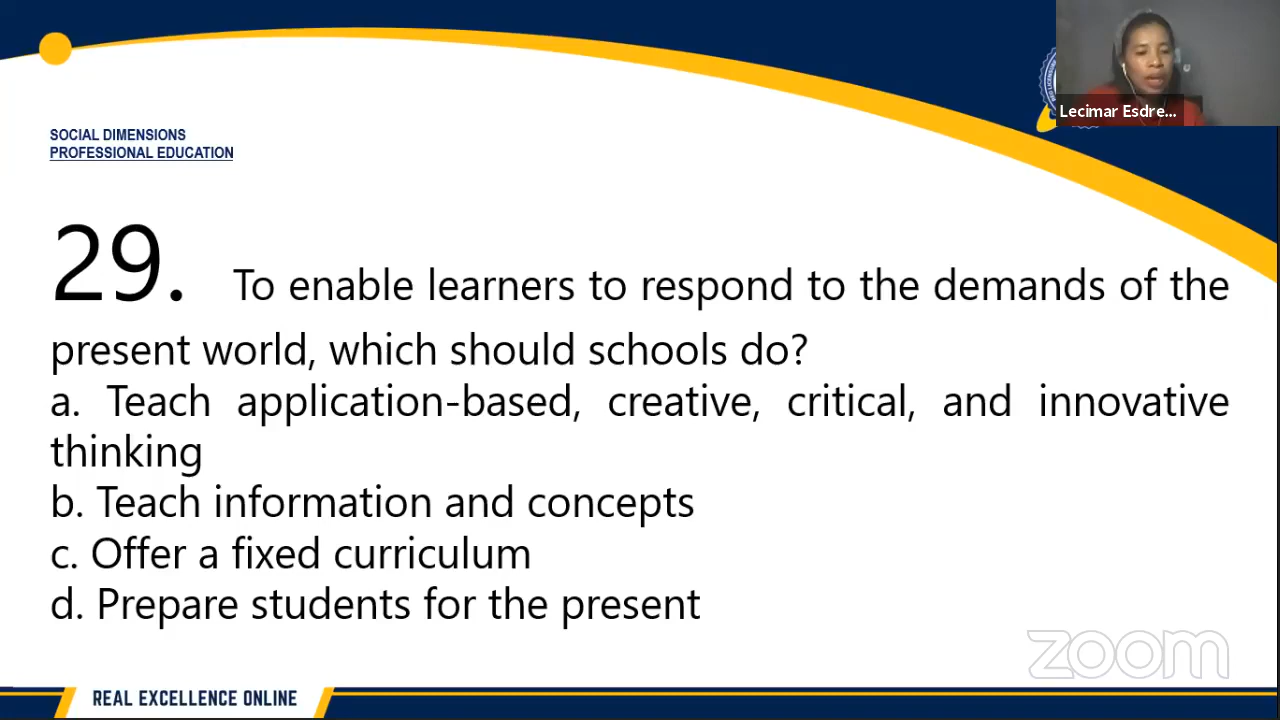 Lecimar Esdre...
SOCIAL DIMENSIONS
PROFESSIONAL EDUCATION
29. To enable learners to respond to the demands of the
present world, which should schools do?
a. Teach application-based, creative, critical, and innovative
thinking
b. Teach information and concepts
c. Offer a fixed curriculum
d. Prepare students for the present
zoom
REAL EXCELLENCE ONLINE